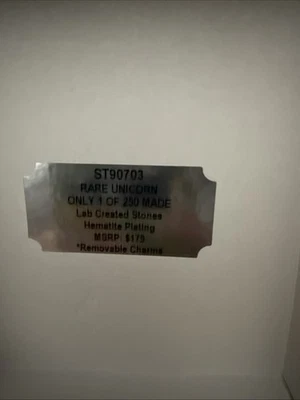 ST90703
RARE UNICORN
ONLY 1 OF 250 MADE
Lab Created Stones
Hematite Plating
MSRP: $175
*Removable Charms